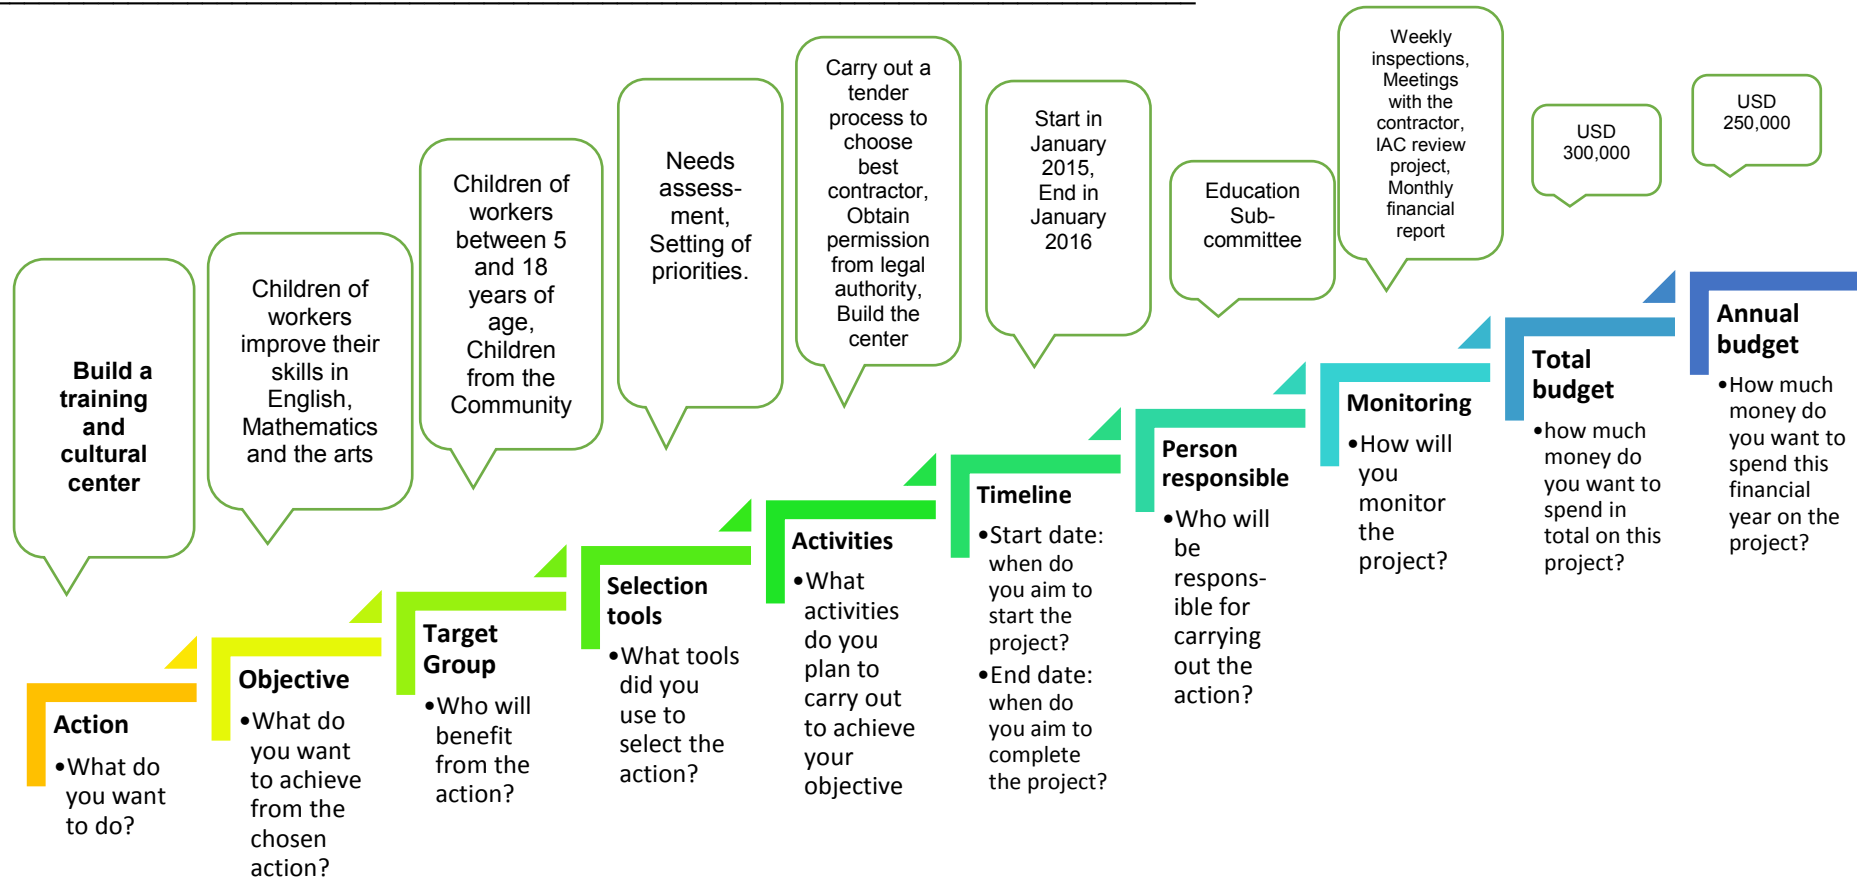 Build a
training
and
cultural
center
Children of
workers
improve their
skills in
English,
Mathematics
and the arts
Children of
workers
between 5
and 18
years of
age,
Children
from the
Community
Needs
assess-
ment,
Setting of
priorities.
Carry out a
tender
process to
choose
best
contractor,
Obtain
permission
from legal
authority,
Build the
center
Start in
January
2015,
End in
January
2016
Education
Sub-
committee
Weekly
inspections,
Meetings
with the
contractor,
IAC review
project,
Monthly
financial
report
USD
300,000
USD
250,000
Action
•What do
you want
to do?
Objective
•What do
you want
to achieve
from the
chosen
action?
Target
Group
•Who will
benefit
from the
action?
Selection
tools
•What tools
did you
use to
select the
action?
Activities
•What
activities
do you
plan to
carry out
to achieve
your
objective
Timeline
•Start date:
when do
you aim to
start the
project?
•End date:
when do
you aim to
complete
the project?
Person
responsible
•Who will
be
respons-
ible for
carrying
out the
action?
Monitoring
•How will
you
monitor
the
project?
Total
budget
•how much
money do
you want to
spend in
total on this
project?
Annual
budget
•How much
money do
you want to
spend this
financial
year on the
project?